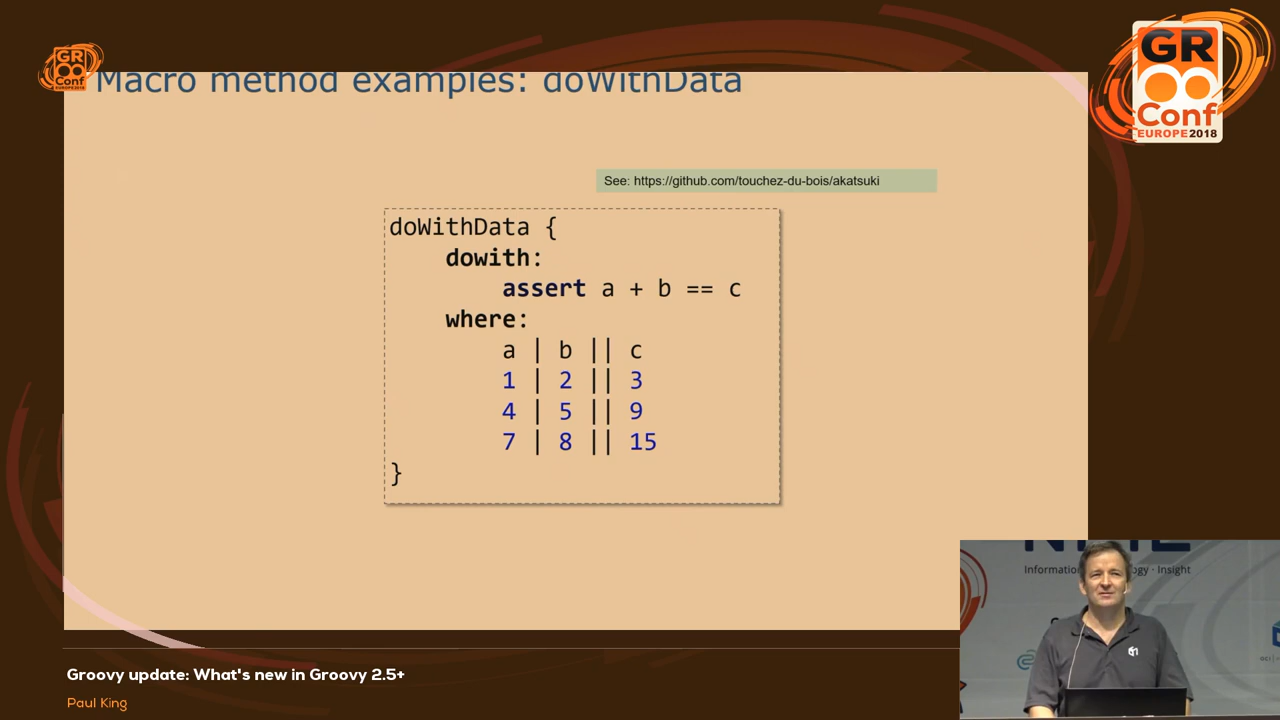 GR
Conf
EUROPE2018
GR
Conf
EUROPE2018
Macro method examples: doWithData
See: https://github.com/touchez-du-bois/akatsuki
doWithData {
dowith:
assert a + b == c
where:
a | b || c
1 | 2 || 3
4 | 5 || 9
7 | 8 || 15
}
Information
ogy · Insight
Groovy update: What's new in Groovy 2.5+
Paul King